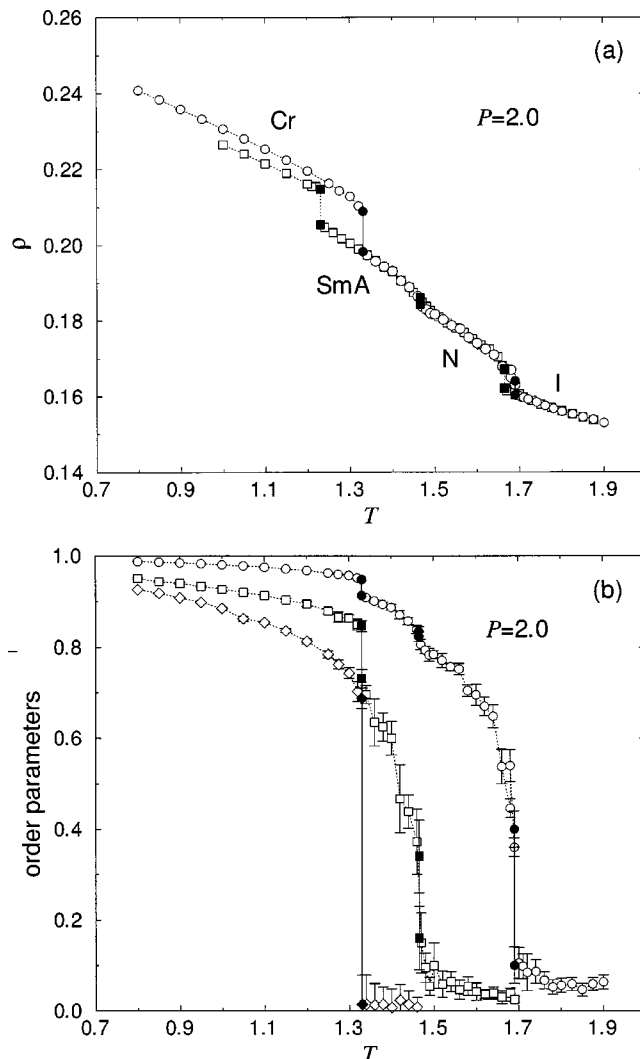 0.26
(a)
0.24
Cr
P=2.0
0.22
ρ
0.20
SmA
0.18
N
I
0.16
0.14
0.7 0.9 1.1 1.3 1.5 1.7 1.9
T
1.0
(b)
0.8
P=2.0
order parameters
0.6
0.4
0.2
0.0
0.7 0.9 1.1 1.3 1.5 1.7 1.9
T